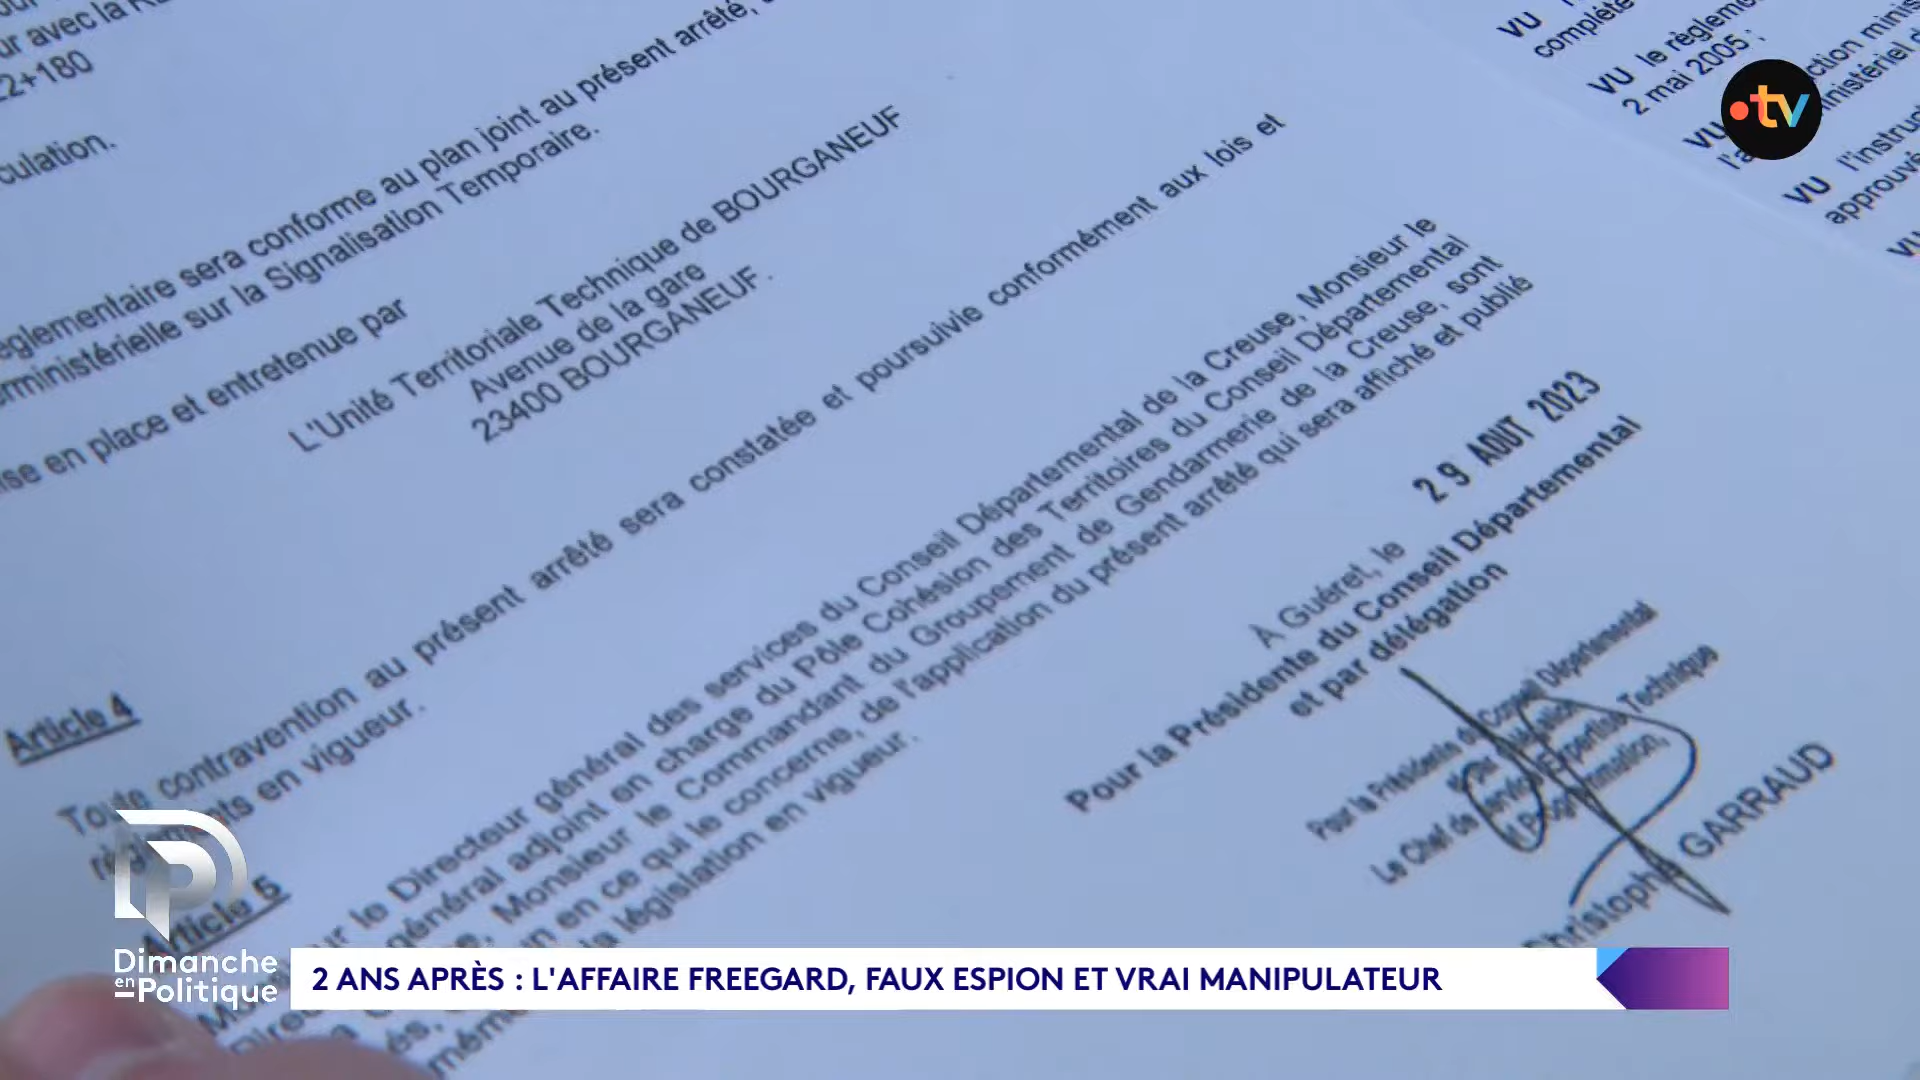 ur avec la
2+180
culation.
églementaire sera conforme au plan joint au présent arrêté,
rministérielle sur la Signalisation Temporaire.
ise en place et entretenue par
L'Unité Territoriale Technique de BOURGANEUF
Avenue de la gare
23400 BOURGANEUF.
Article 4
Toute contravention au présent arrêté sera constatée et poursuivie conformément aux lois et
règlements en vigueur.
Article 5
le Directeur général des services du Conseil Départemental de la Creuse, Monsieur le
général adjoint en charge du Pôle Cohésion des Territoires du Conseil Départemental
Monsieur le Commandant du Groupement de Gendarmerie de la Creuse, sont
en ce qui le concerne, de l'application du présent arrêté qui sera affiché et publié
la législation en vigueur.
À Guéret, le
29 AOUT 2023
Pour la Présidente du Conseil Départemental
et par délégation
Pour la Présidente du Conseil Départemental
Le Chef de Service Expertise Technique
GARRAUD
VU
complété
VU le règlement
2 mai 2005 ;
VU
VU l'instruc
approuvé
VU
tv
Dimanche
en
Politique
2 ANS APRÈS : L'AFFAIRE FREEGARD, FAUX ESPION ET VRAI MANIPULATEUR